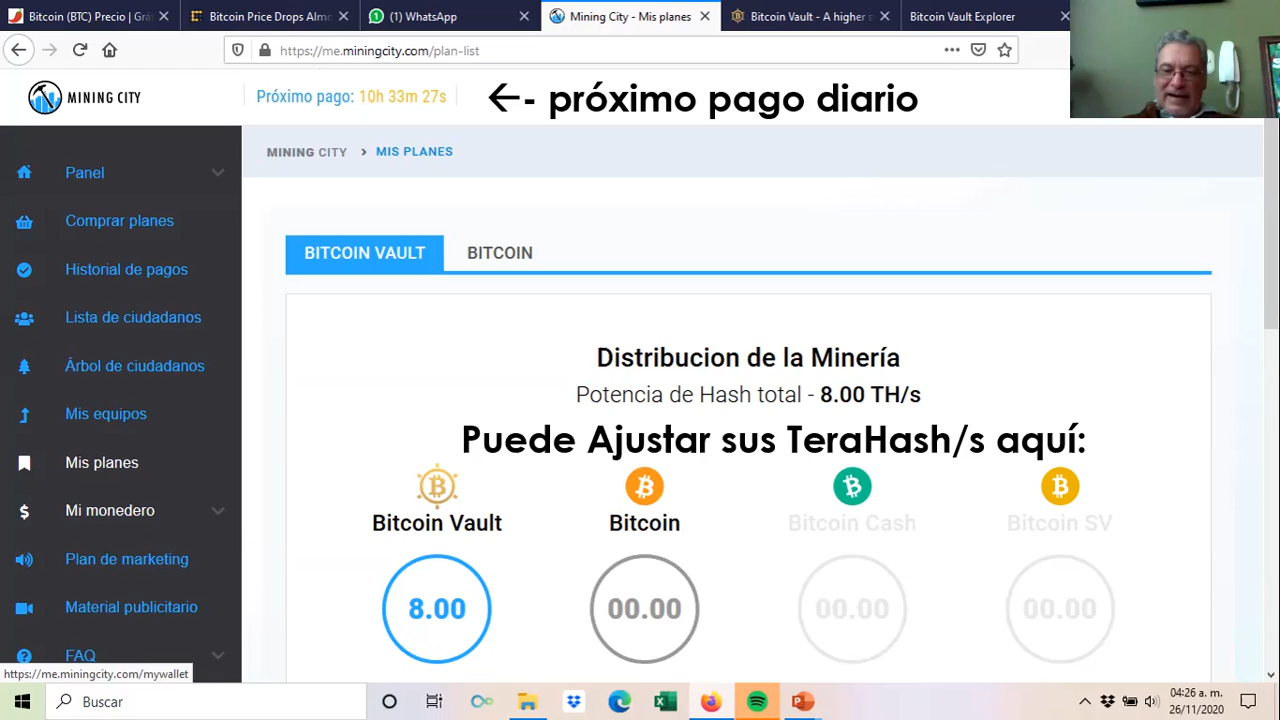 Bitcoin (BTC) Precio | Grá
Bitcoin Price Drops Almo
(1) WhatsApp
Mining City - Mis planes
Bitcoin Vault - A higher s
Bitcoin Vault Explorer
https://me.miningcity.com/plan-list
MINING CITY
Próximo pago: 10h 33m 27s
←- próximo pago diario
MINING CITY > MIS PLANES
Panel
Comprar planes
Historial de pagos
Lista de ciudadanos
Árbol de ciudadanos
Mis equipos
Mis planes
Mi monedero
Plan de marketing
Material publicitario
FAQ
BITCOIN VAULT
BITCOIN
Distribucion de la Minería
Potencia de Hash total - 8.00 TH/s
Puede Ajustar sus TeraHash/s aquí:
Bitcoin Vault
Bitcoin
Bitcoin Cash
Bitcoin SV
8.00
00.00
00.00
00.00
https://me.miningcity.com/mywallet
Buscar
04:26 a. m.
26/11/2020